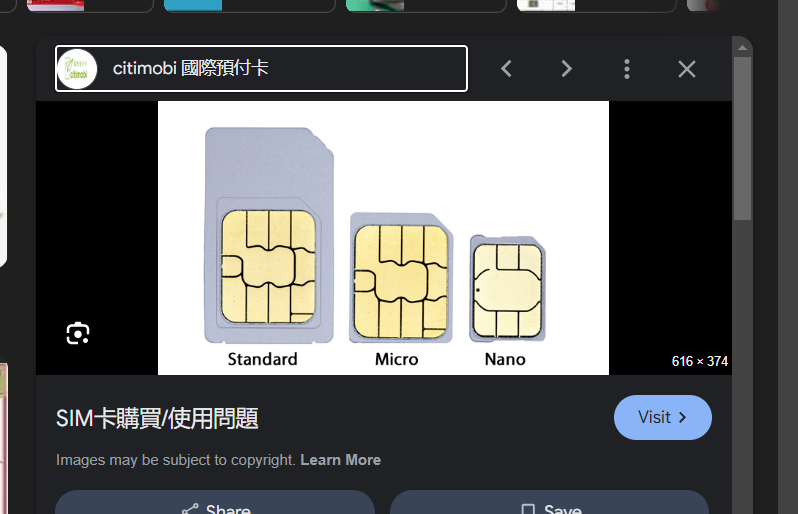 citimobi 國際預付卡
Standard
Micro
Nano
616 × 374
SIM卡購買/使用問題
Visit
Images may be subject to copyright. Learn More
Share
Save